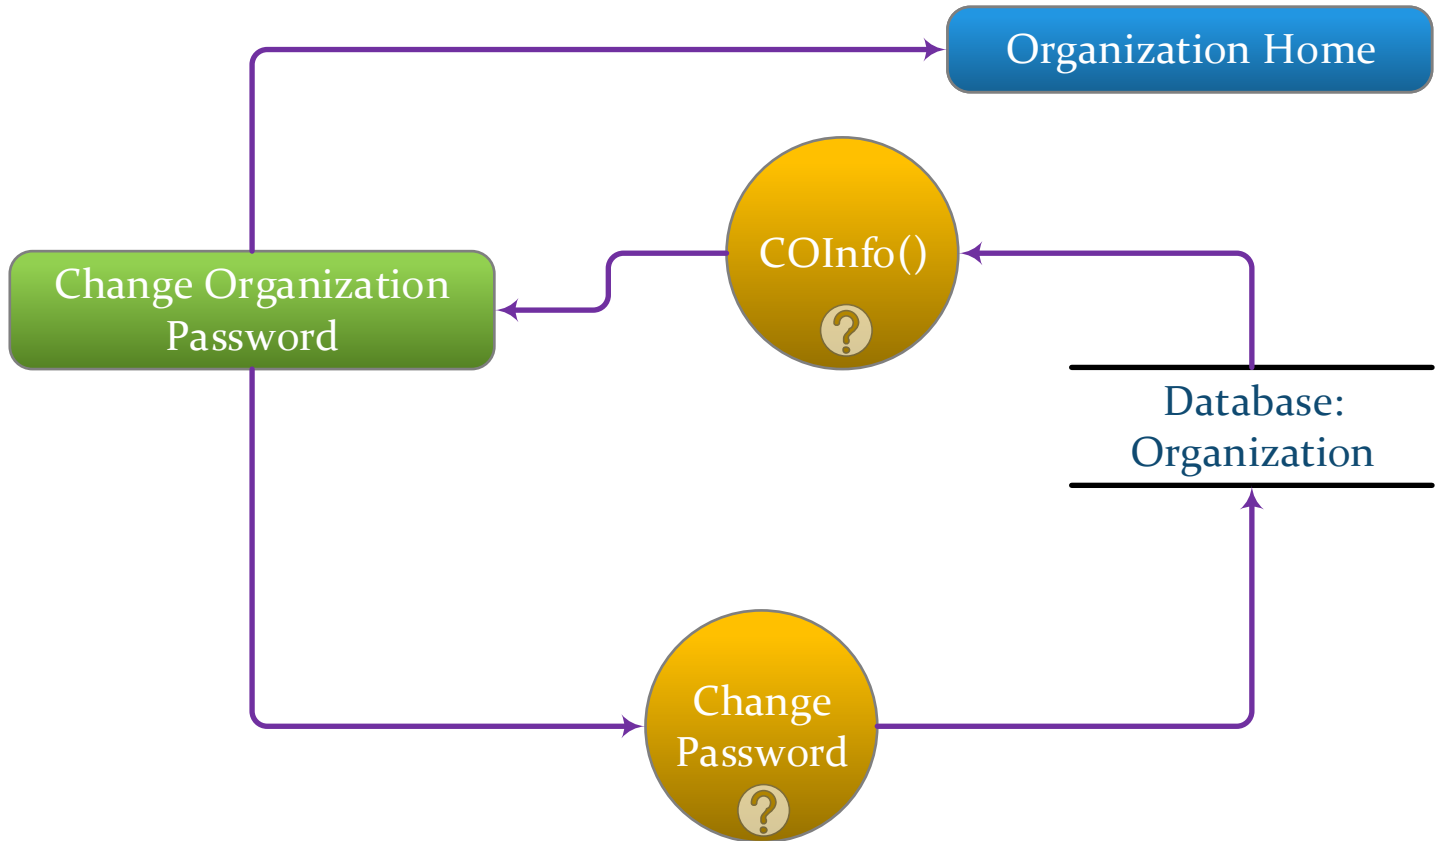 Organization Home
COInfo()
?
Change Organization
Password
Database:
Organization
Change
Password
?